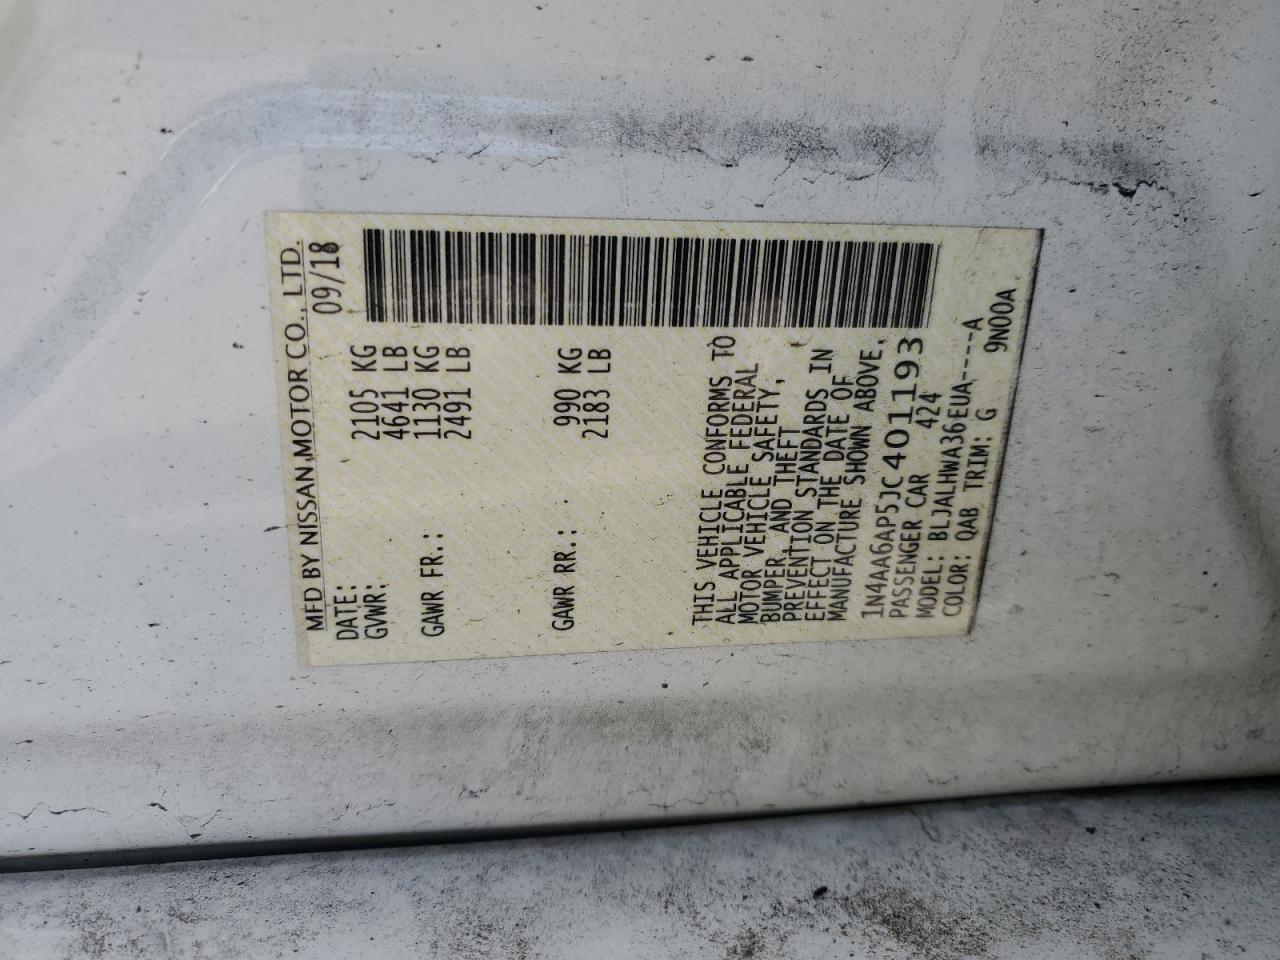 MFD BY NISSAN MOTOR CO., LTD.
DATE: 09/18
GVWR: 2105 KG
4641 LB
GAWR FR.: 1130 KG
2491 LB
GAWR RR.: 990 KG
2183 LB
THIS VEHICLE CONFORMS TO
ALL APPLICABLE FEDERAL
MOTOR VEHICLE SAFETY,
BUMPER, AND THEFT
PREVENTION STANDARDS IN
EFFECT ON THE DATE OF
MANUFACTURE SHOWN ABOVE.
1N4AA6AP5JC401193
PASSENGER CAR 424
MODEL: BLJALHWA36EUA----A
COLOR: QAB TRIM: G 9N00A